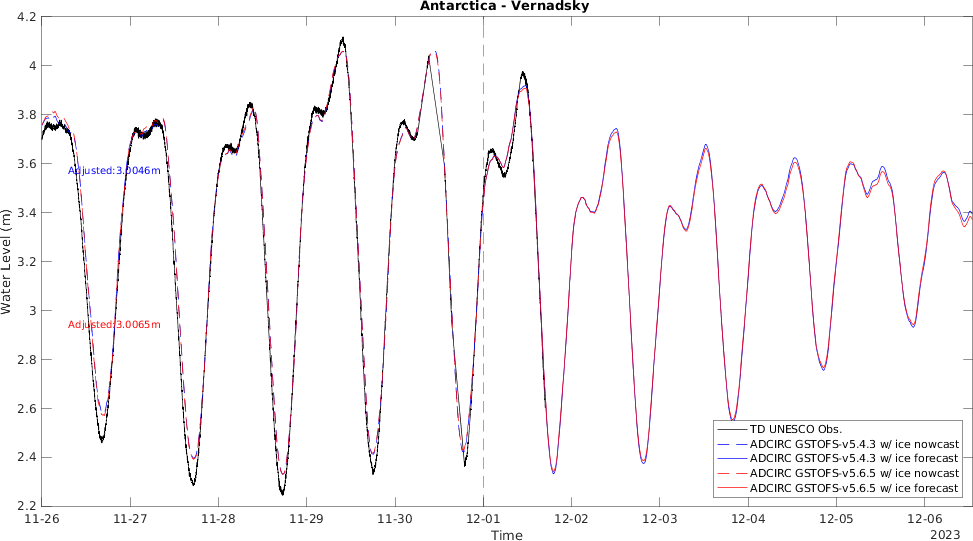 Antarctica - Vernadsky
4.2
4
3.8
3.6
3.4
3.2
3
2.8
2.6
2.4
2.2
Water Level (m)
Adjusted:3.0046m
Adjusted:3.0065m
TD UNESCO Obs.
ADCIRC GSTOFS-v5.4.3 w/ ice nowcast
ADCIRC GSTOFS-v5.4.3 w/ ice forecast
ADCIRC GSTOFS-v5.6.5 w/ ice nowcast
ADCIRC GSTOFS-v5.6.5 w/ ice forecast
11-26 11-27 11-28 11-29 11-30 12-01 12-02 12-03 12-04 12-05 12-06
Time
2023